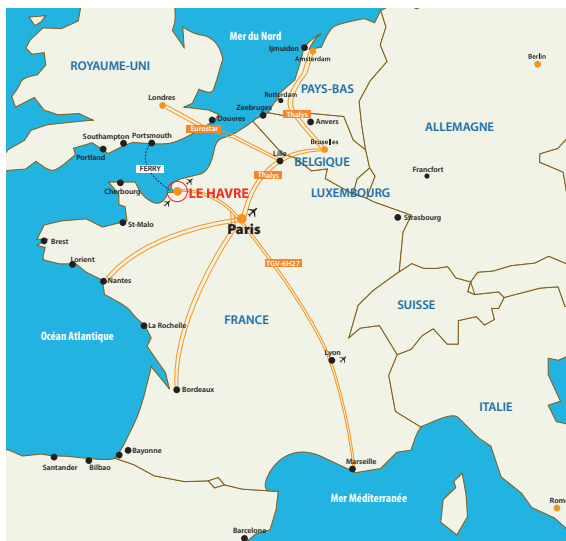 Mer du Nord
Ijmuiden
Amsterdam
Berlin
ROYAUME-UNI
PAYS-BAS
Londres
Rotterdam
Zeebruges
Thalys
Douvres
Anvers
Eurostar
ALLEMAGNE
Southampton
Portsmouth
Bruxelles
Portland
Lille
BELGIQUE
FERRY
Thalys
Francfort
Cherbourg
LE HAVRE
LUXEMBOURG
St-Malo
Strasbourg
Paris
Brest
Lorient
TGV-6H27
Nantes
SUISSE
La Rochelle
FRANCE
Océan Atlantique
Lyon
Bordeaux
ITALIE
Bayonne
Santander
Bilbao
Marseille
Mer Méditerranée
Rome
Barcelone